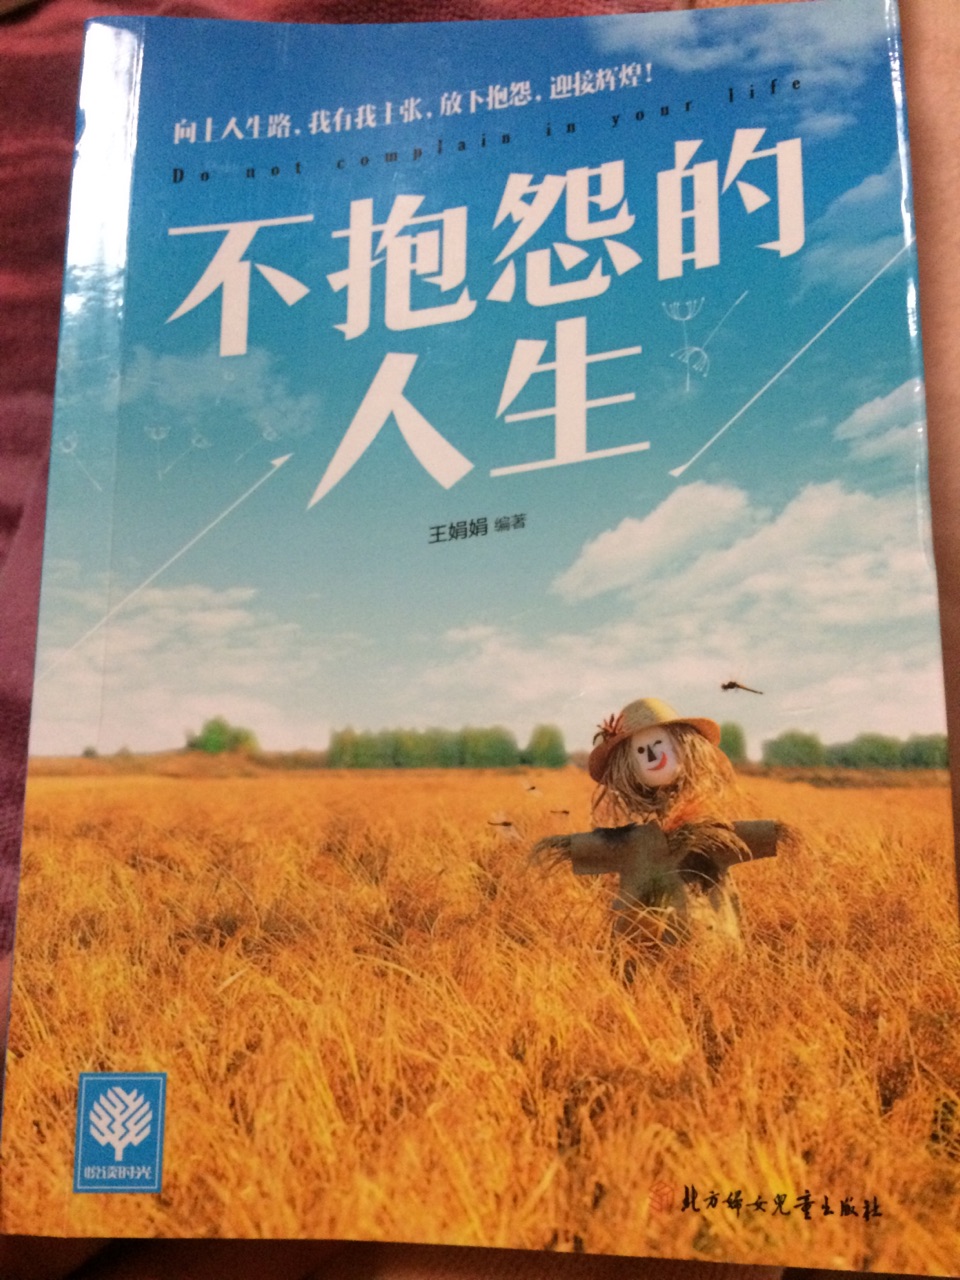 向上人生路，我有我主张，放下抱怨，迎接辉煌！
Do not complain in your life
不抱怨的
人生
王娟娟 编著
悦读时光
北方婦女児童出版社